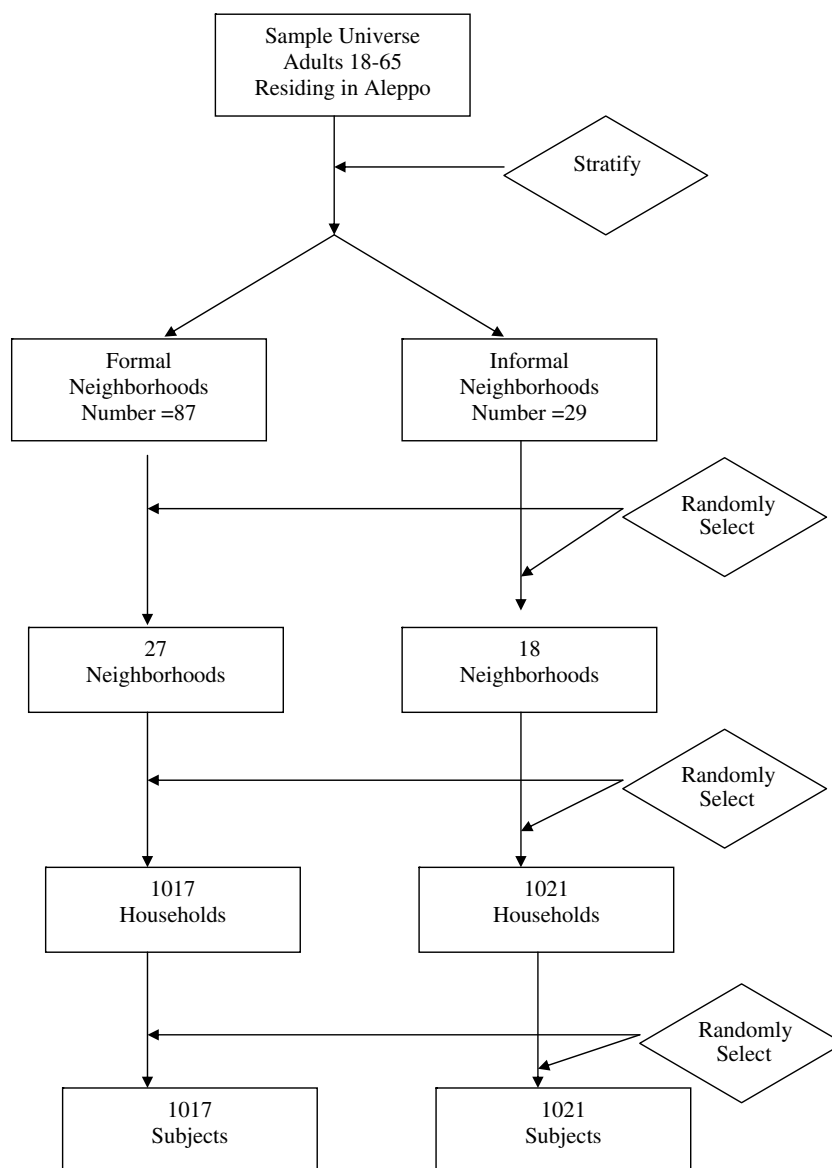 Sample Universe
Adults 18-65
Residing in Aleppo
Stratify
Formal
Neighborhoods
Number =87
Informal
Neighborhoods
Number =29
Randomly
Select
27
Neighborhoods
18
Neighborhoods
Randomly
Select
1017
Households
1021
Households
Randomly
Select
1017
Subjects
1021
Subjects